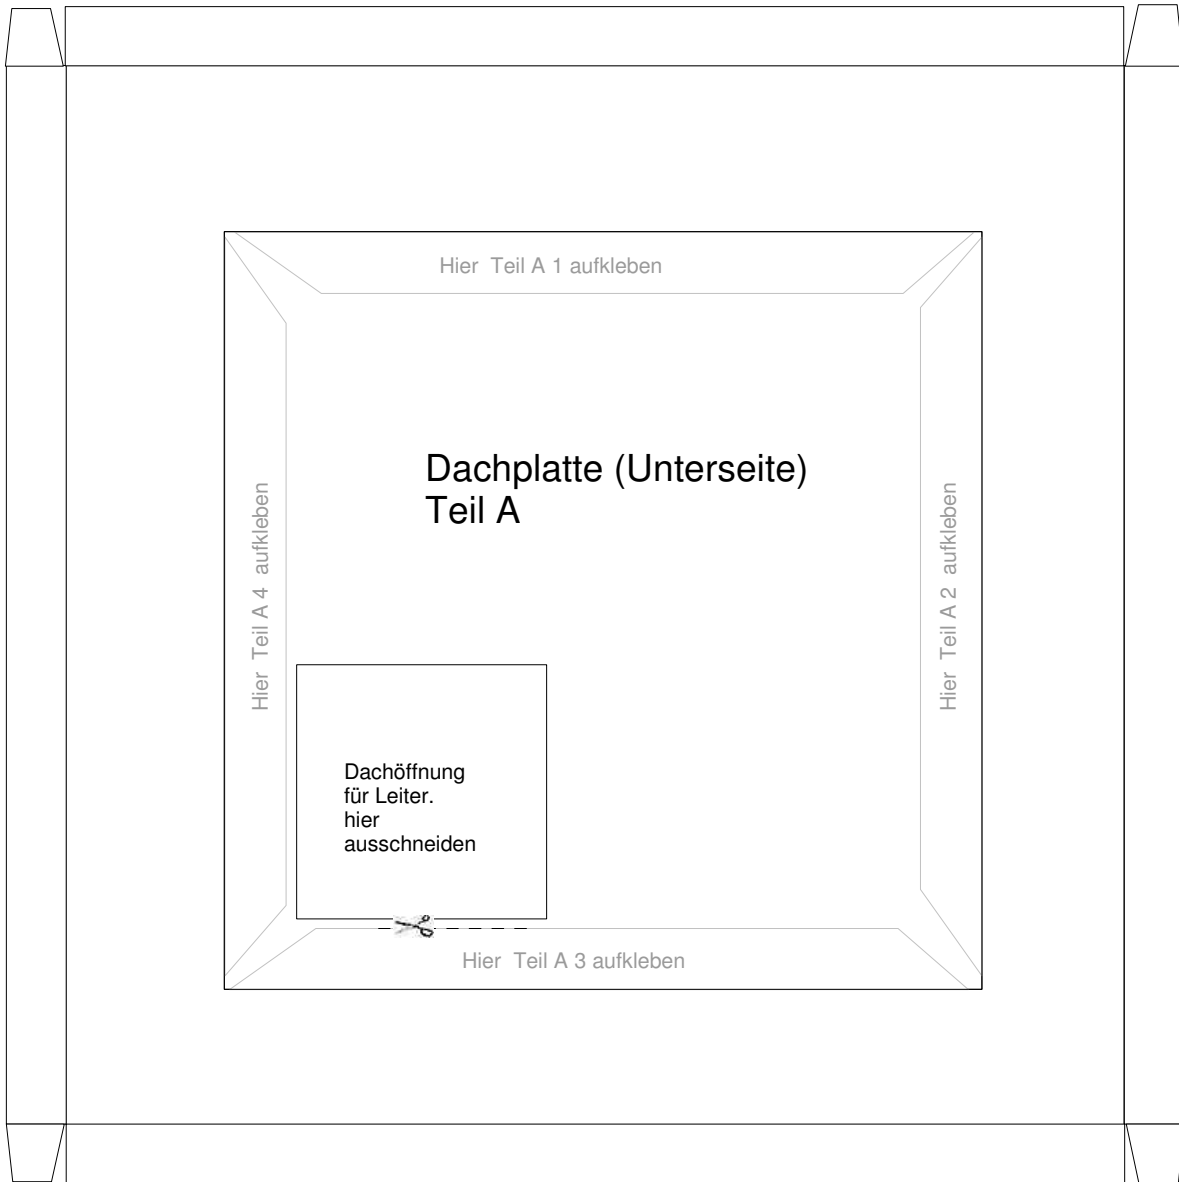 Hier Teil A 1 aufkleben
Dachplatte (Unterseite)
Teil A
Hier Teil A 4 aufkleben
Hier Teil A 2 aufkleben
Dachöffnung
für Leiter.
hier
ausschneiden
Hier Teil A 3 aufkleben